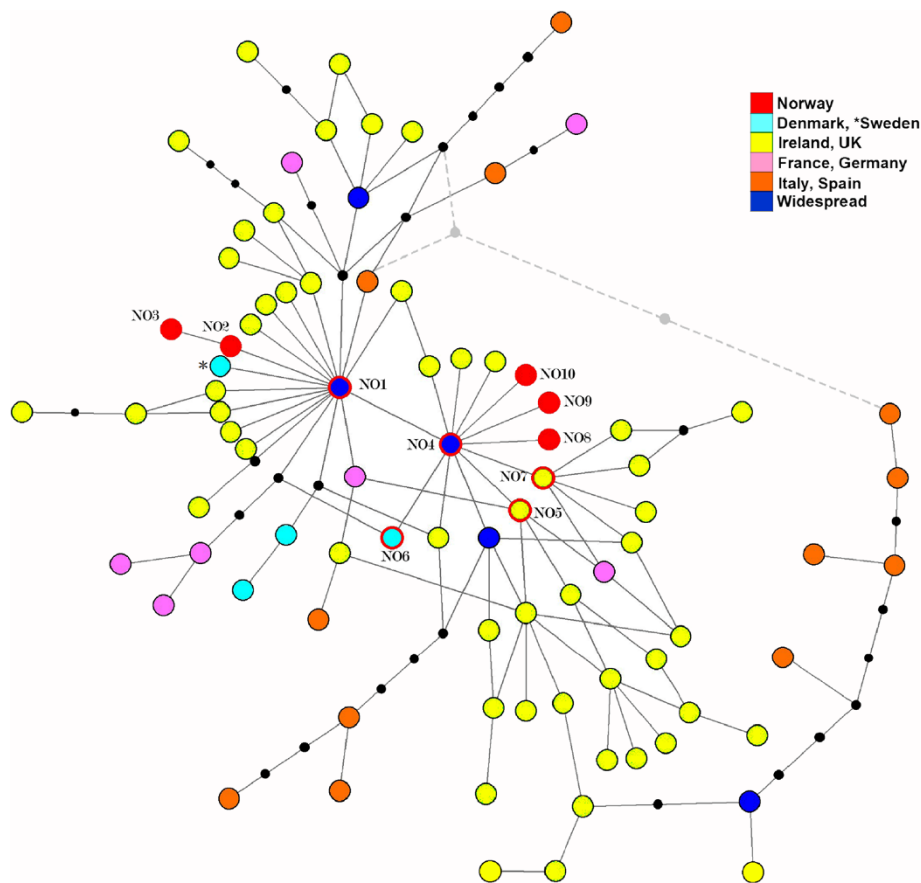 Norway
Denmark, *Sweden
Ireland, UK
France, Germany
Italy, Spain
Widespread
NO3
NO2
*
NO1
NO10
NO9
NO4
NO8
NO7
NO5
NO6